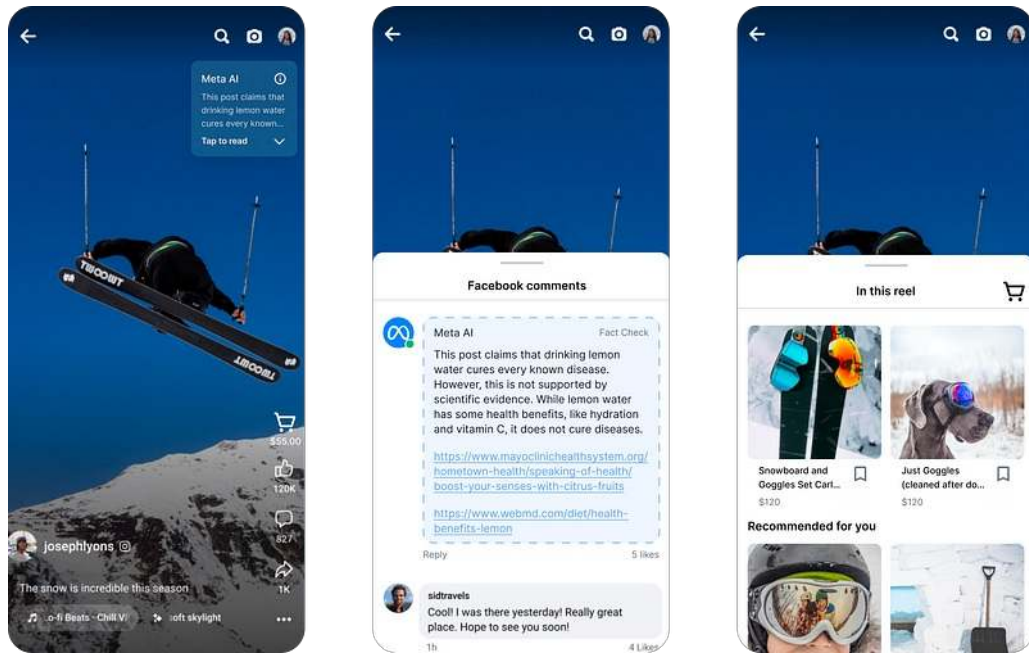 Meta AI
This post claims that
drinking lemon water
cures every known...
Tap to read
TWOOWT
TWOOWT
$55.00
120K
827
josephlyons
1K
The snow is incredible this season
.o-fi Beats - Chill Vi
soft skylight
Facebook comments
Meta AI
Fact Check
This post claims that drinking lemon
water cures every known disease.
However, this is not supported by
scientific evidence. While lemon water
has some health benefits, like hydration
and vitamin C, it does not cure diseases.
https://www.mayoclinichealthsystem.org/
hometown-health/speaking-of-health/
boost-your-senses-with-citrus-fruits
https://www.webmd.com/diet/health-
benefits-lemon
Reply
5 likes
sidtravels
Cool! I was there yesterday! Really great
place. Hope to see you soon!
1h
4 Likes
In this reel
Snowboard and
Goggles Set Carl...
$120
Just Goggles
(cleaned after do...
$120
Recommended for you